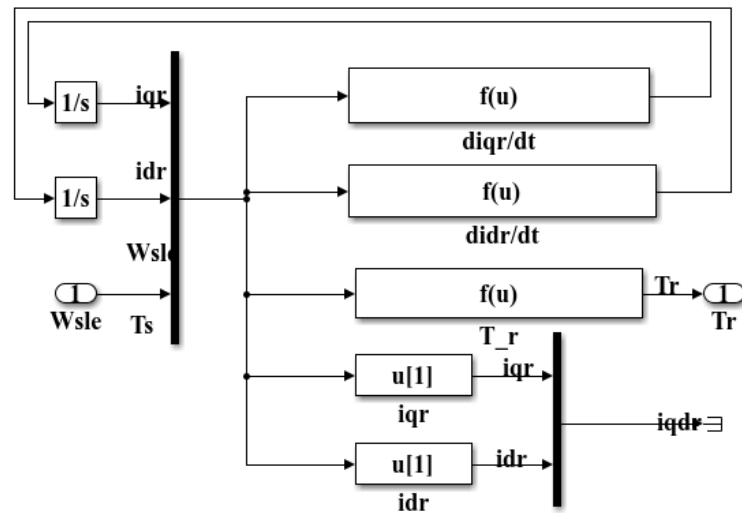 1/s
iqr
f(u)
diqr/dt
1/s
idr
f(u)
didr/dt
Wsle
1
Wsle
Ts
f(u)
T_r
Tr
1
Tr
u[1]
iqr
iqr
iqdr
u[1]
idr
idr